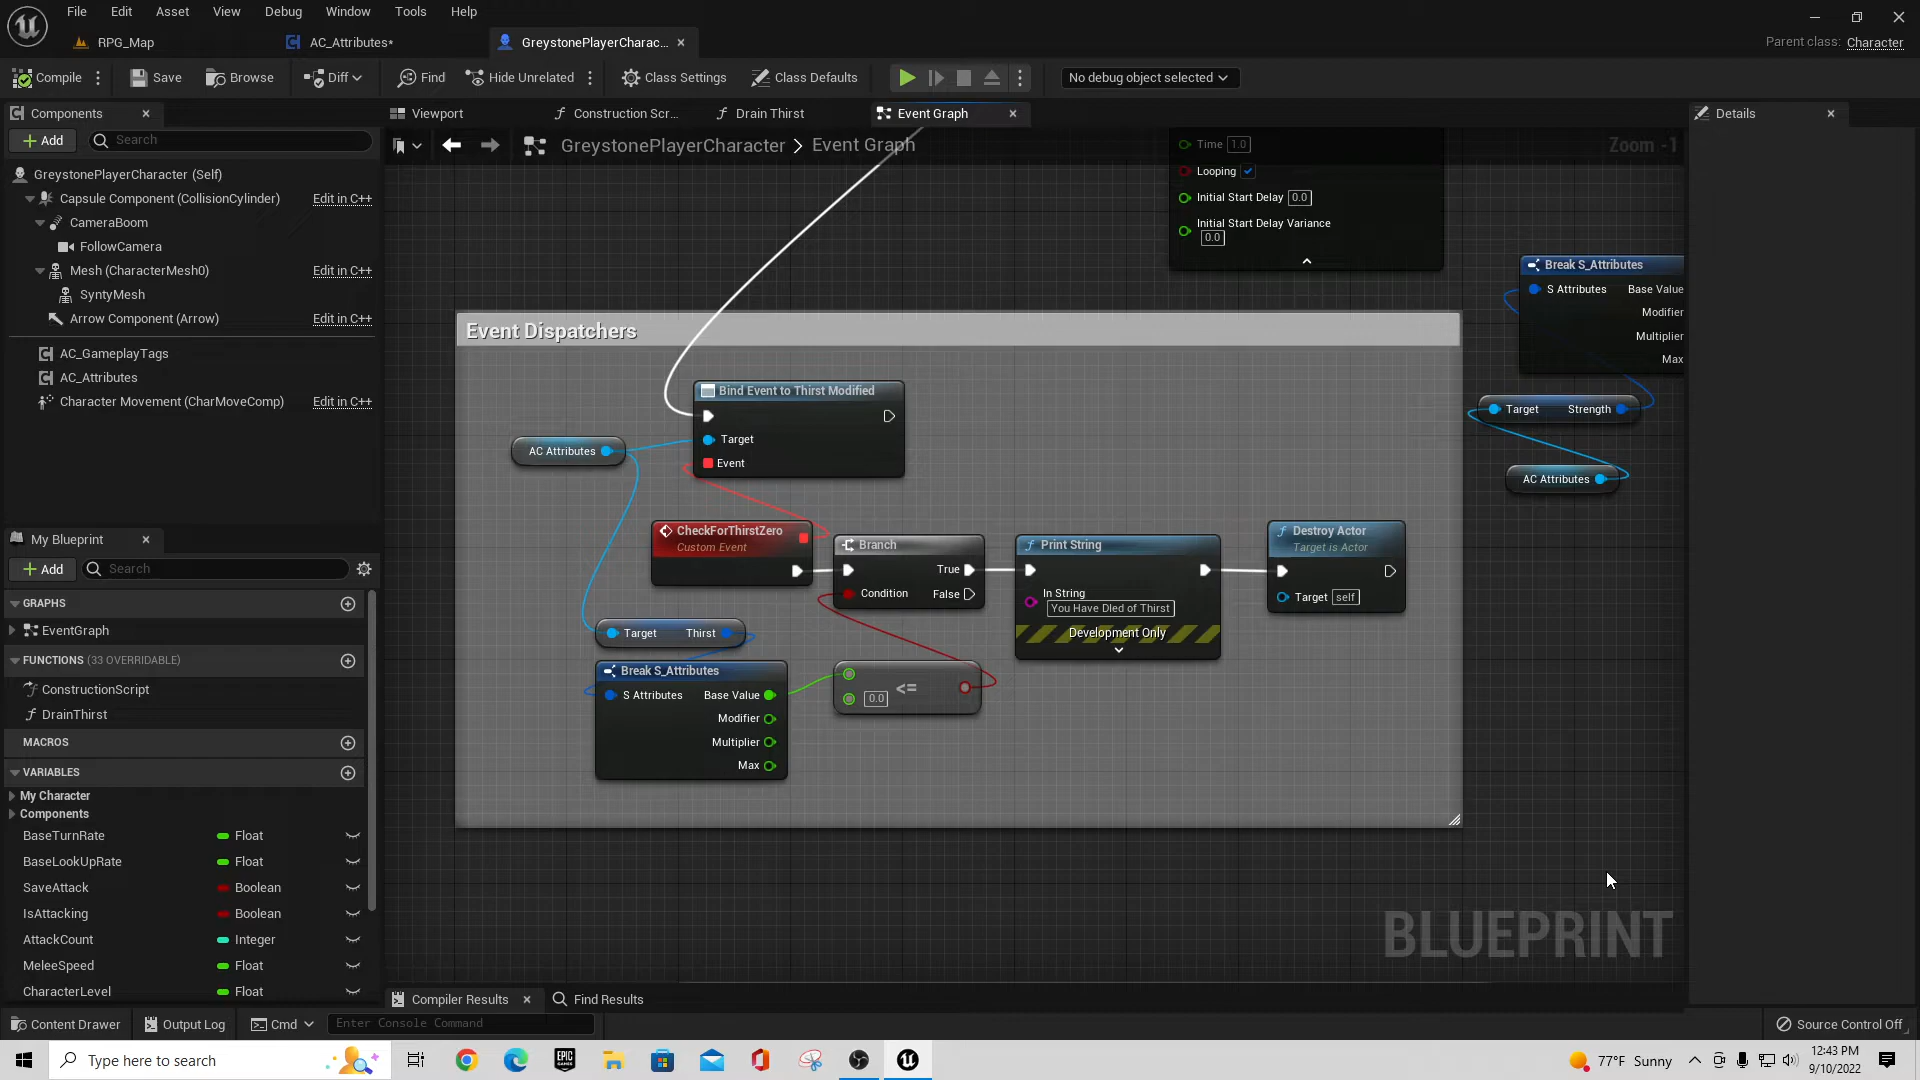 File Edit Asset View Debug Window Tools Help
RPG_Map AC_Attributes* GreystonePlayerCharac...
Parent class: Character
Compile Save Browse Diff Find Hide Unrelated Class Settings Class Defaults No debug object selected
Components
Add Search
GreystonePlayerCharacter (Self)
Capsule Component (CollisionCylinder) Edit in C++
CameraBoom
FollowCamera
Mesh (CharacterMesh0) Edit in C++
SyntyMesh
Arrow Component (Arrow) Edit in C++
AC_GameplayTags
AC_Attributes
Character Movement (CharMoveComp) Edit in C++
My Blueprint
Add Search
GRAPHS
EventGraph
FUNCTIONS (33 OVERRIDABLE)
ConstructionScript
DrainThirst
MACROS
VARIABLES
My Character
Components
BaseTurnRate Float
BaseLookUpRate Float
SaveAttack Boolean
IsAttacking Boolean
AttackCount Integer
MeleeSpeed Float
CharacterLevel Float
Viewport Construction Scr... Drain Thirst Event Graph
GreystonePlayerCharacter > Event Graph
Zoom -1
Time 1.0
Looping
Initial Start Delay 0.0
Initial Start Delay Variance
0.0
Event Dispatchers
Bind Event to Thirst Modified
Target
Event
AC Attributes
CheckForThirstZero
Custom Event
Branch
True
Condition False
Print String
In String
You Have DIed of Thirst
Development Only
Destroy Actor
Target is Actor
Target self
Target Thirst
Break S_Attributes
S Attributes Base Value
Modifier
Multiplier
Max
0.0 <=
Break S_Attributes
S Attributes Base Value
Modifier
Multiplier
Max
Target Strength
AC Attributes
BLUEPRINT
Details
Compiler Results Find Results
Content Drawer Output Log Cmd Enter Console Command Source Control Off
Type here to search
EPIC GAMES
77°F Sunny
12:43 PM
9/10/2022